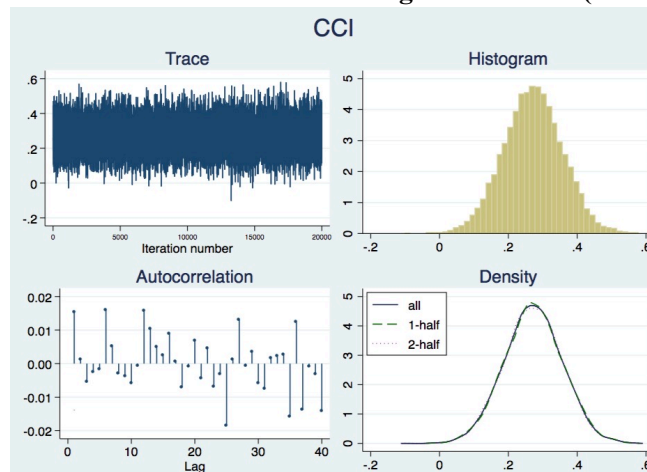 CCI
Trace
.6
.4
.2
0
-.2
0 5000 10000 15000 20000
Iteration number
Histogram
5
4
3
2
1
0
-.2 0 .2 .4 .6
Autocorrelation
0.02
0.01
0.00
-0.01
-0.02
0 10 20 30 40
Lag
Density
5
4
3
2
1
0
all
1-half
2-half
-.2 0 .2 .4 .6